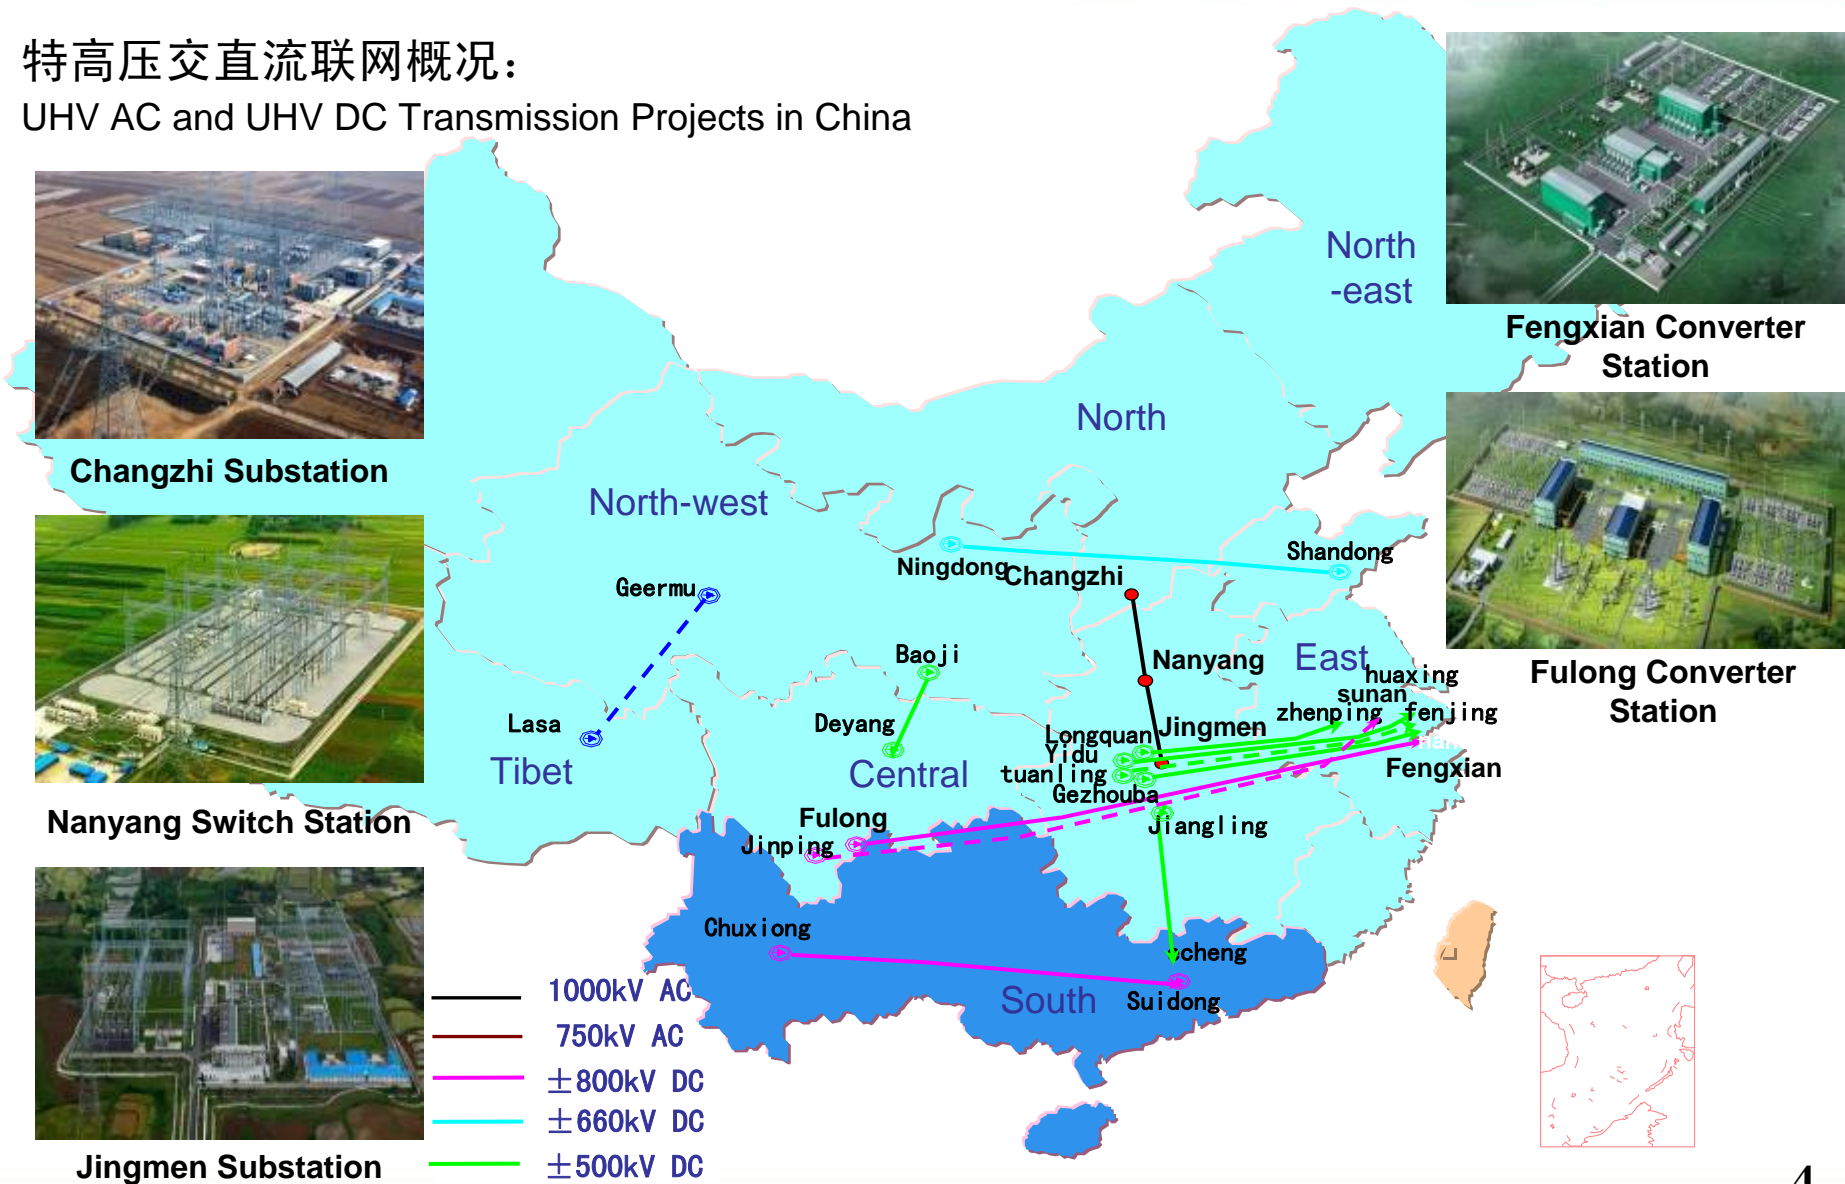 特高压交直流联网概况：
UHV AC and UHV DC Transmission Projects in China
Changzhi Substation
Nanyang Switch Station
Jingmen Substation
Fengxian Converter
Station
Fulong Converter
Station
North
-east
North
North-west
Ningdong
Changzhi
Shandong
Geermu
Baoji
Nanyang
East
huaxing
sunan
zhenping
fenjing
Lasa
Deyang
Longquan
Jingmen
Yidu
tuanling
Tibet
Central
Fengxian
Gezhouba
Fulong
Jiangling
Jinping
Chuxiong
cheng
South
Suidong
1000kV AC
750kV AC
±800kV DC
±660kV DC
±500kV DC
4